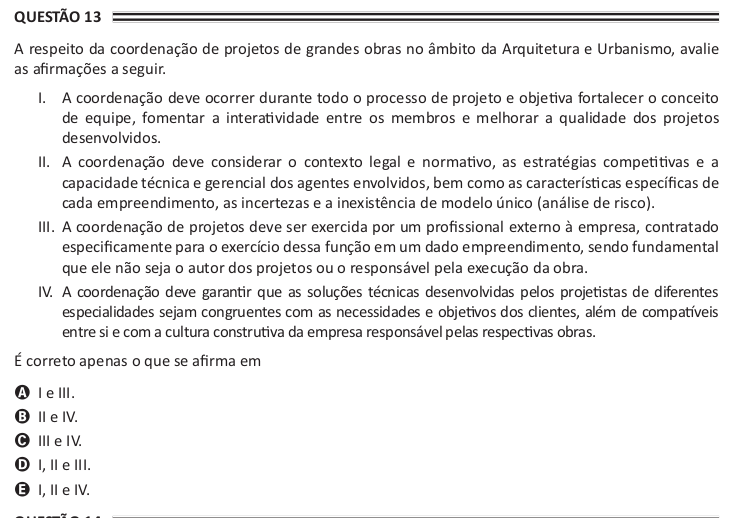 QUESTÃO 13
A respeito da coordenação de projetos de grandes obras no âmbito da Arquitetura e Urbanismo, avalie
as afirmações a seguir.
I. A coordenação deve ocorrer durante todo o processo de projeto e objetiva fortalecer o conceito
de equipe, fomentar a interatividade entre os membros e melhorar a qualidade dos projetos
desenvolvidos.
II. A coordenação deve considerar o contexto legal e normativo, as estratégias competitivas e a
capacidade técnica e gerencial dos agentes envolvidos, bem como as características específicas de
cada empreendimento, as incertezas e a inexistência de modelo único (análise de risco).
III. A coordenação de projetos deve ser exercida por um profissional externo à empresa, contratado
especificamente para o exercício dessa função em um dado empreendimento, sendo fundamental
que ele não seja o autor dos projetos ou o responsável pela execução da obra.
IV. A coordenação deve garantir que as soluções técnicas desenvolvidas pelos projetistas de diferentes
especialidades sejam congruentes com as necessidades e objetivos dos clientes, além de compatíveis
entre si e com a cultura construtiva da empresa responsável pelas respectivas obras.
É correto apenas o que se afirma em
A I e III.
B II e IV.
C III e IV.
D I, II e III.
E I, II e IV.